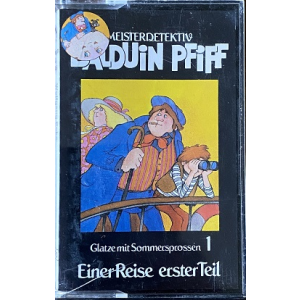 MEISTERDETEKTIV
BALDUIN PFIFF
Glatze mit Sommersprossen 1
Einer Reise erster Teil